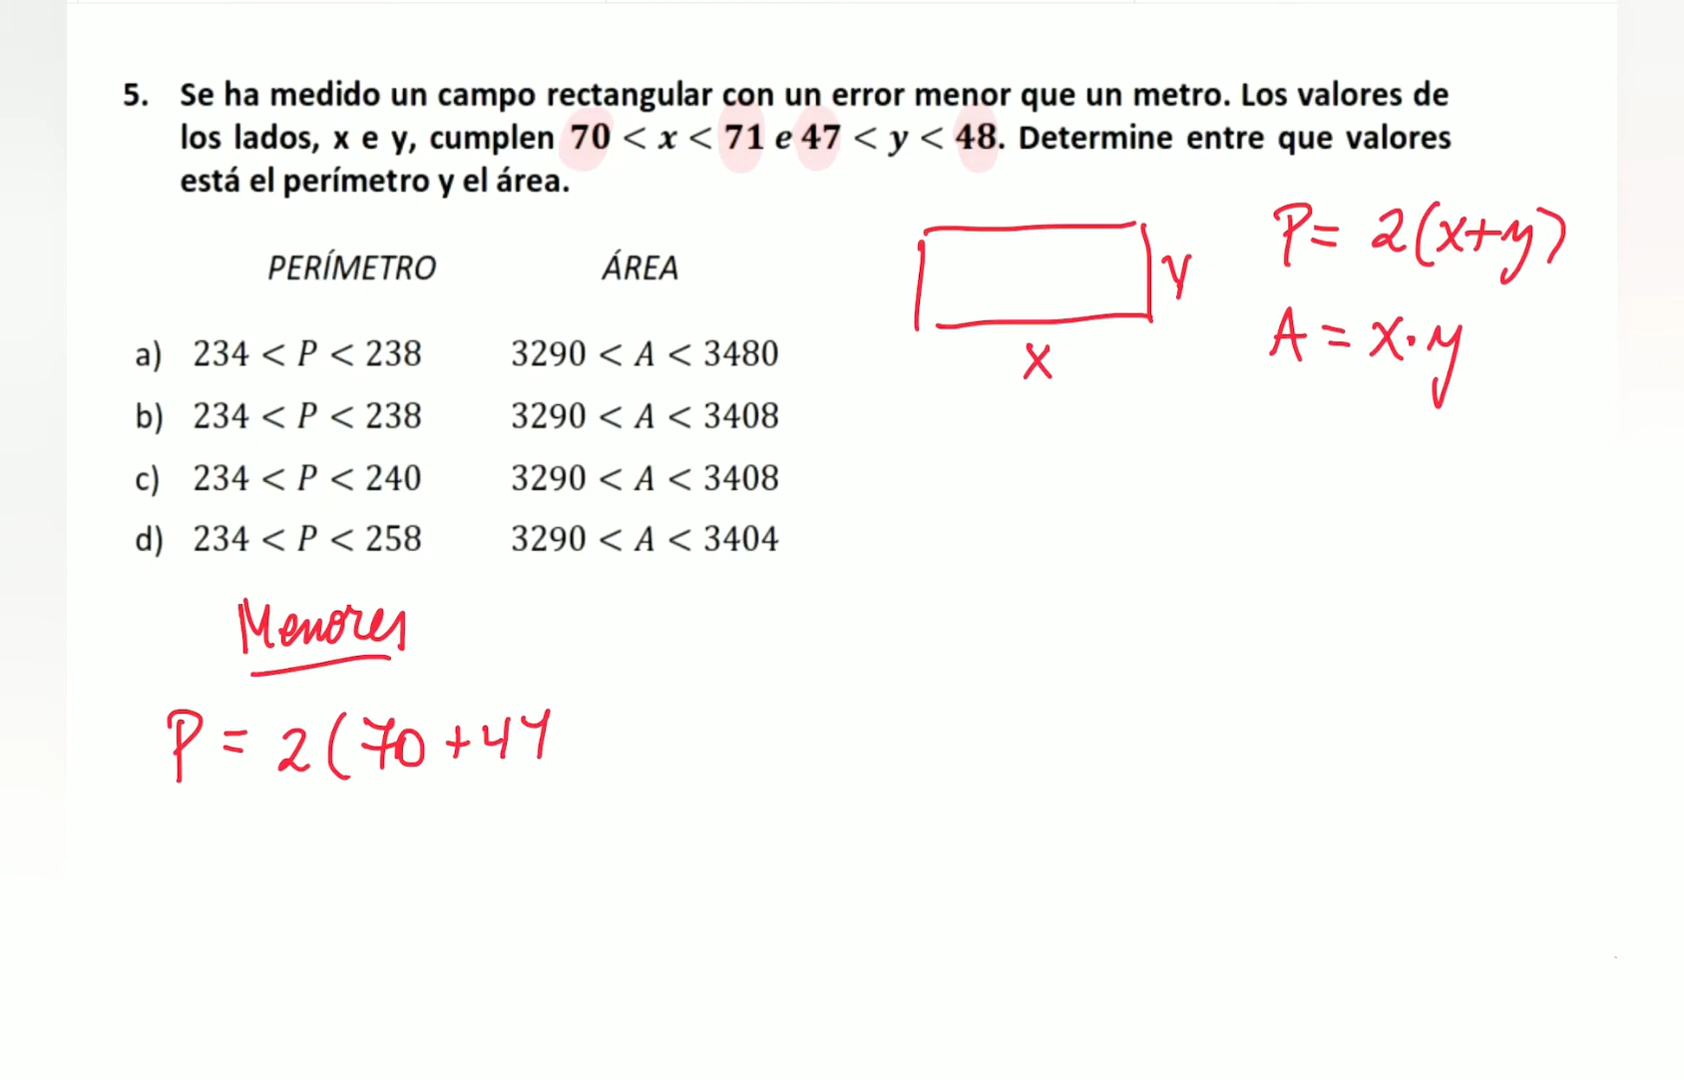 5. Se ha medido un campo rectangular con un error menor que un metro. Los valores de
los lados, x e y, cumplen 70 < x < 71 e 47 < y < 48. Determine entre que valores
está el perímetro y el área.
PERÍMETRO ÁREA
a) 234 < P < 238 3290 < A < 3480
b) 234 < P < 238 3290 < A < 3408
c) 234 < P < 240 3290 < A < 3408
d) 234 < P < 258 3290 < A < 3404
y
x
P = 2(x+y)
A = x·y
Menores
P = 2(70+47